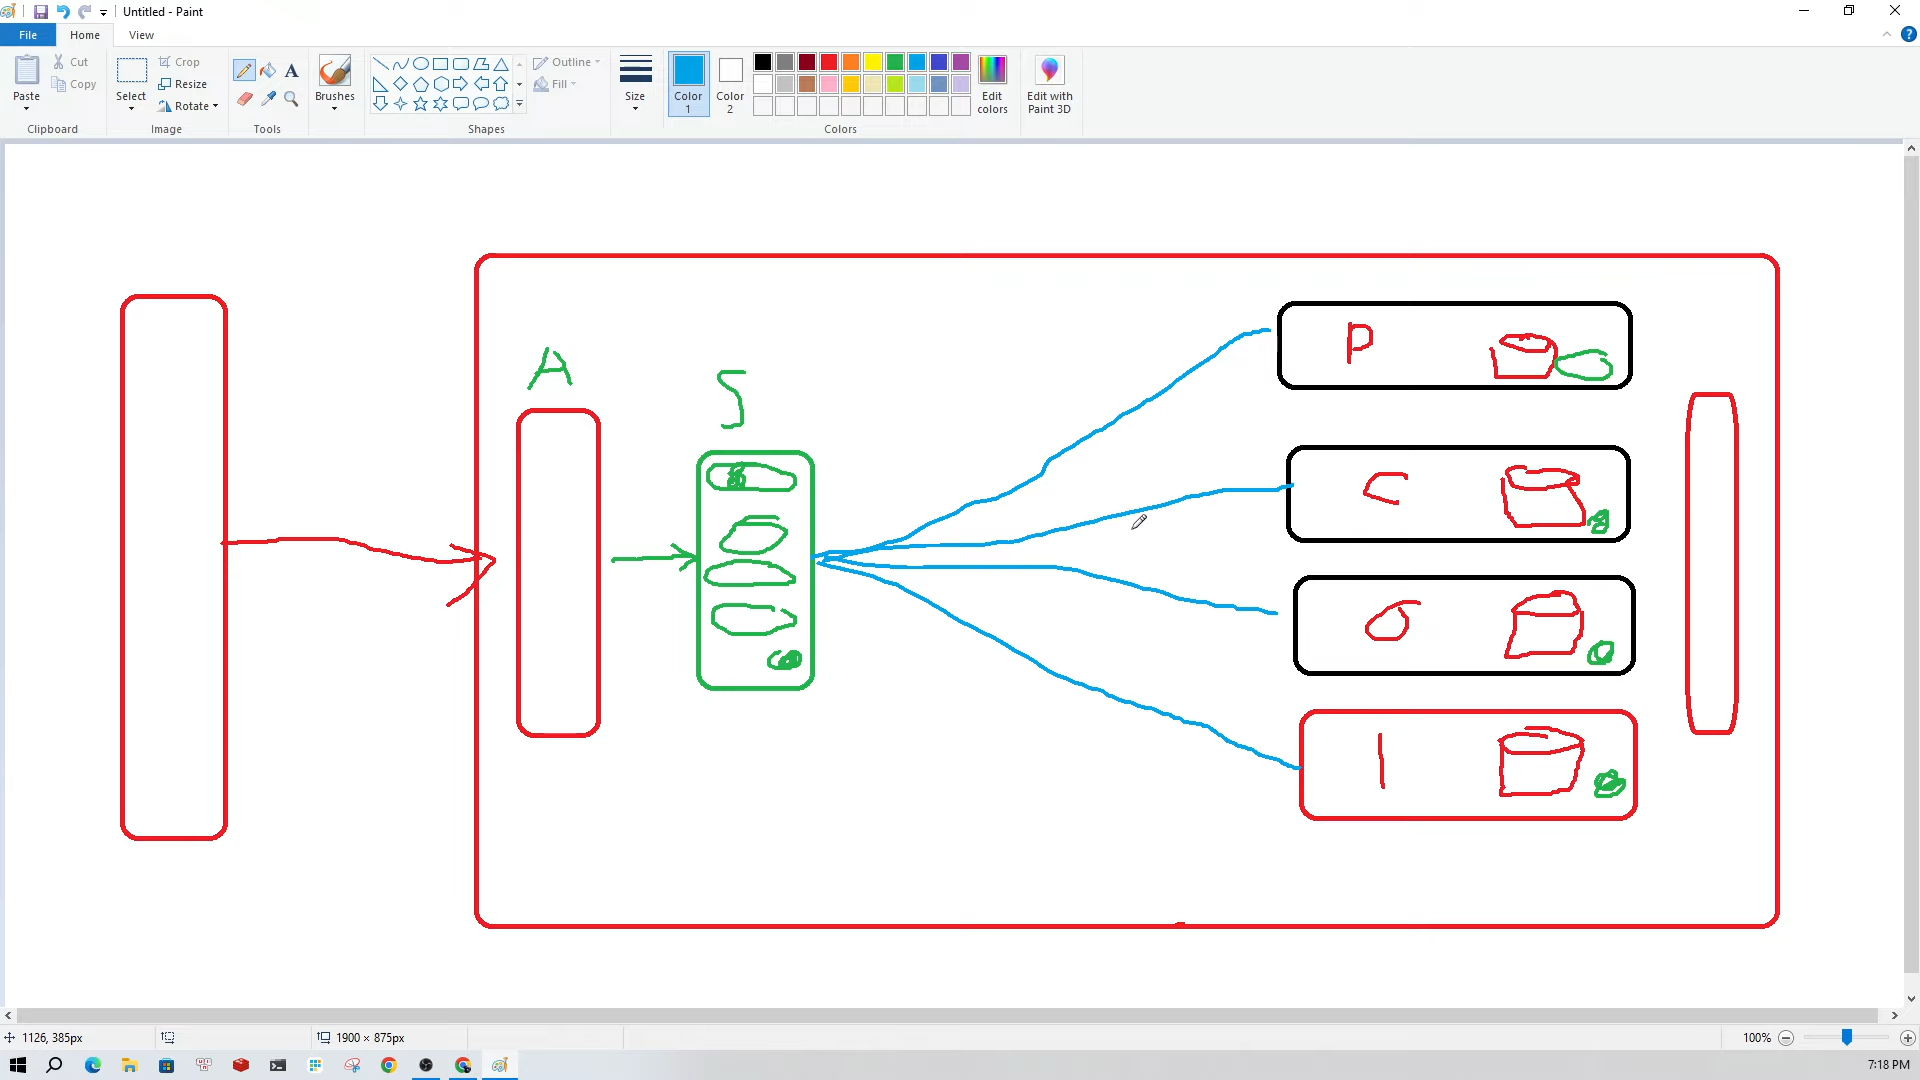 Untitled - Paint
File Home View
Paste
Cut
Copy
Clipboard
Select
Crop
Resize
Rotate
Image
Tools
Brushes
Shapes
Outline
Fill
Size
Color 1
Color 2
Colors
Edit colors
Edit with Paint 3D
A
S
P
C
O
I
1126, 385px
1900 × 875px
100%
7:18 PM